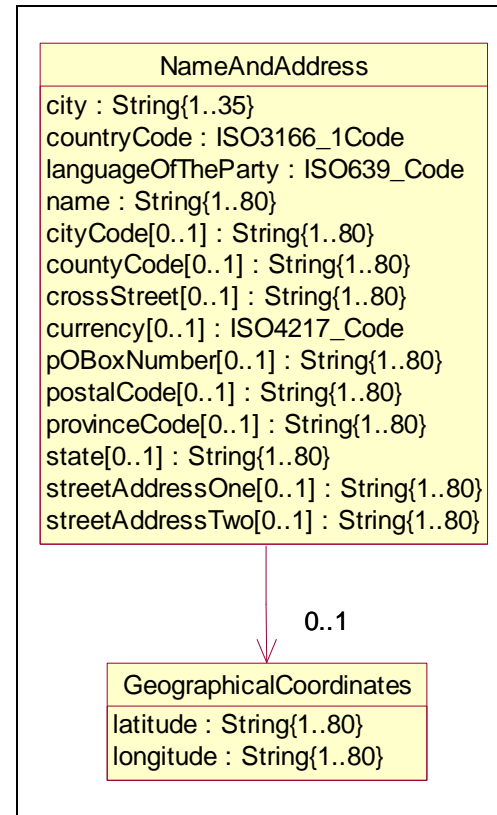 NameAndAddress
city : String{1..35}
countryCode : ISO3166_1Code
languageOfTheParty : ISO639_Code
name : String{1..80}
cityCode[0..1] : String{1..80}
countyCode[0..1] : String{1..80}
crossStreet[0..1] : String{1..80}
currency[0..1] : ISO4217_Code
pOBoxNumber[0..1] : String{1..80}
postalCode[0..1] : String{1..80}
provinceCode[0..1] : String{1..80}
state[0..1] : String{1..80}
streetAddressOne[0..1] : String{1..80}
streetAddressTwo[0..1] : String{1..80}
0..1
GeographicalCoordinates
latitude : String{1..80}
longitude : String{1..80}